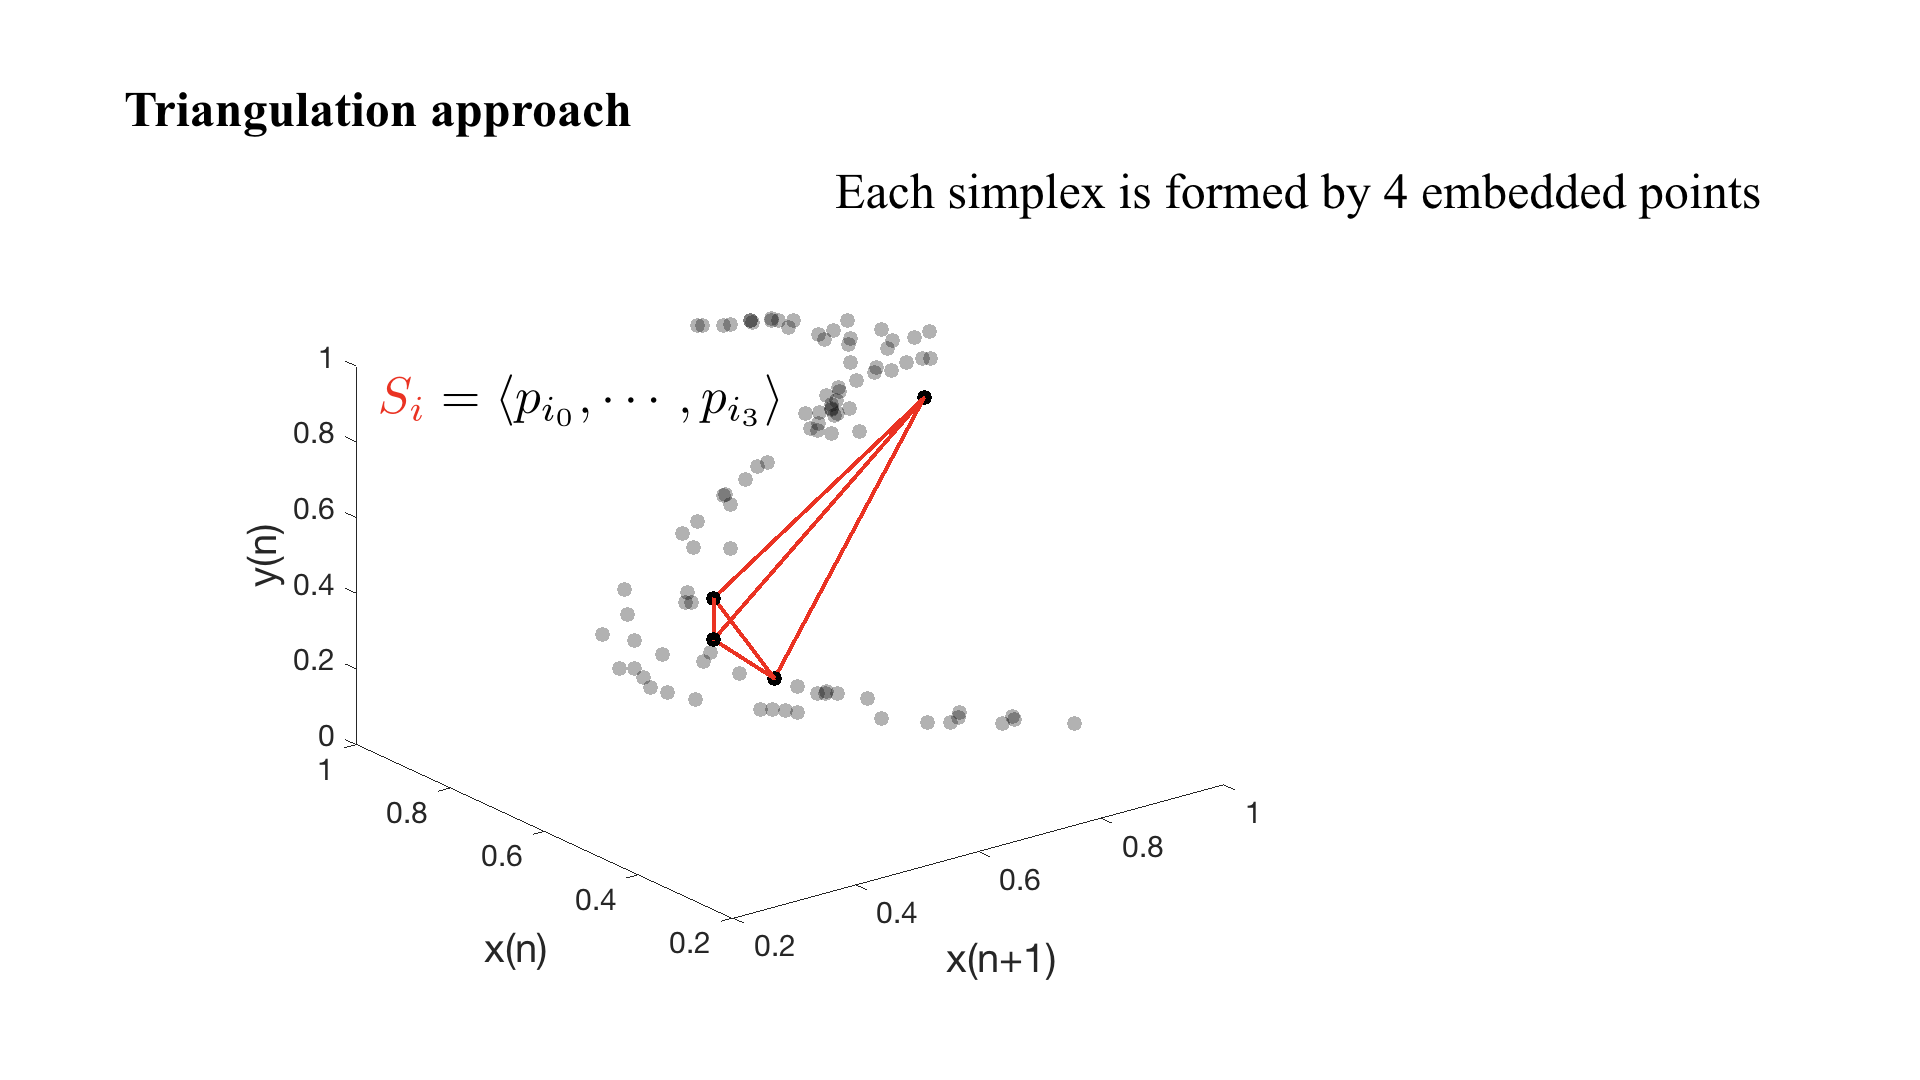 Triangulation approach
Each simplex is formed by 4 embedded points
S_i = ⟨p_{i_0}, ⋯ , p_{i_3}⟩
1
0.8
0.6
0.4
0.2
0
y(n)
1
0.8
0.6
0.4
0.2
x(n)
0.2
0.4
0.6
0.8
1
x(n+1)